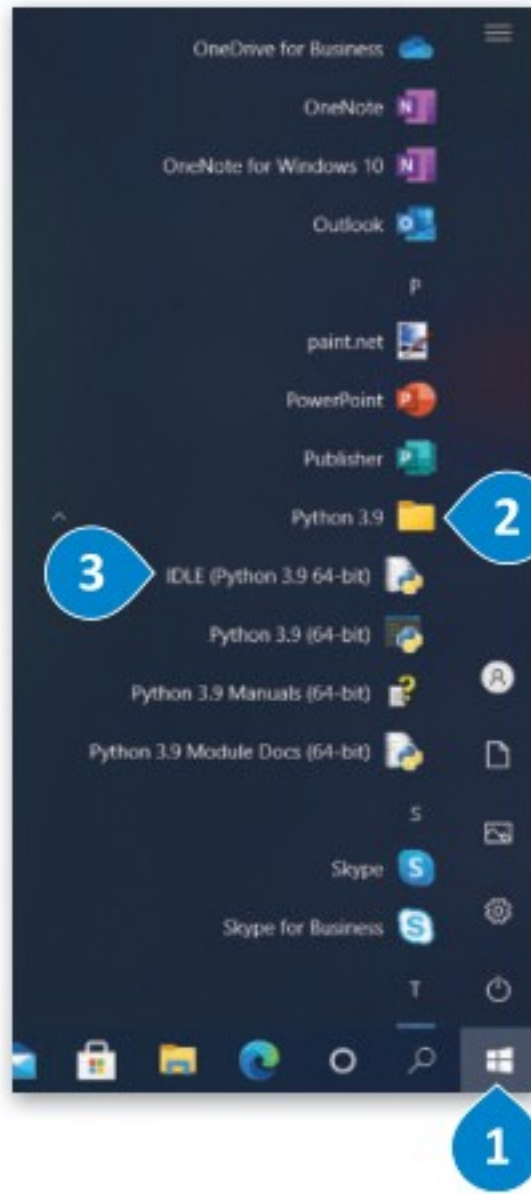 OneDrive for Business
OneNote
OneNote for Windows 10
Outlook
P
paint.net
PowerPoint
Publisher
Python 3.9
2
3
IDLE (Python 3.9 64-bit)
Python 3.9 (64-bit)
Python 3.9 Manuals (64-bit)
Python 3.9 Module Docs (64-bit)
S
Skype
Skype for Business
T
1